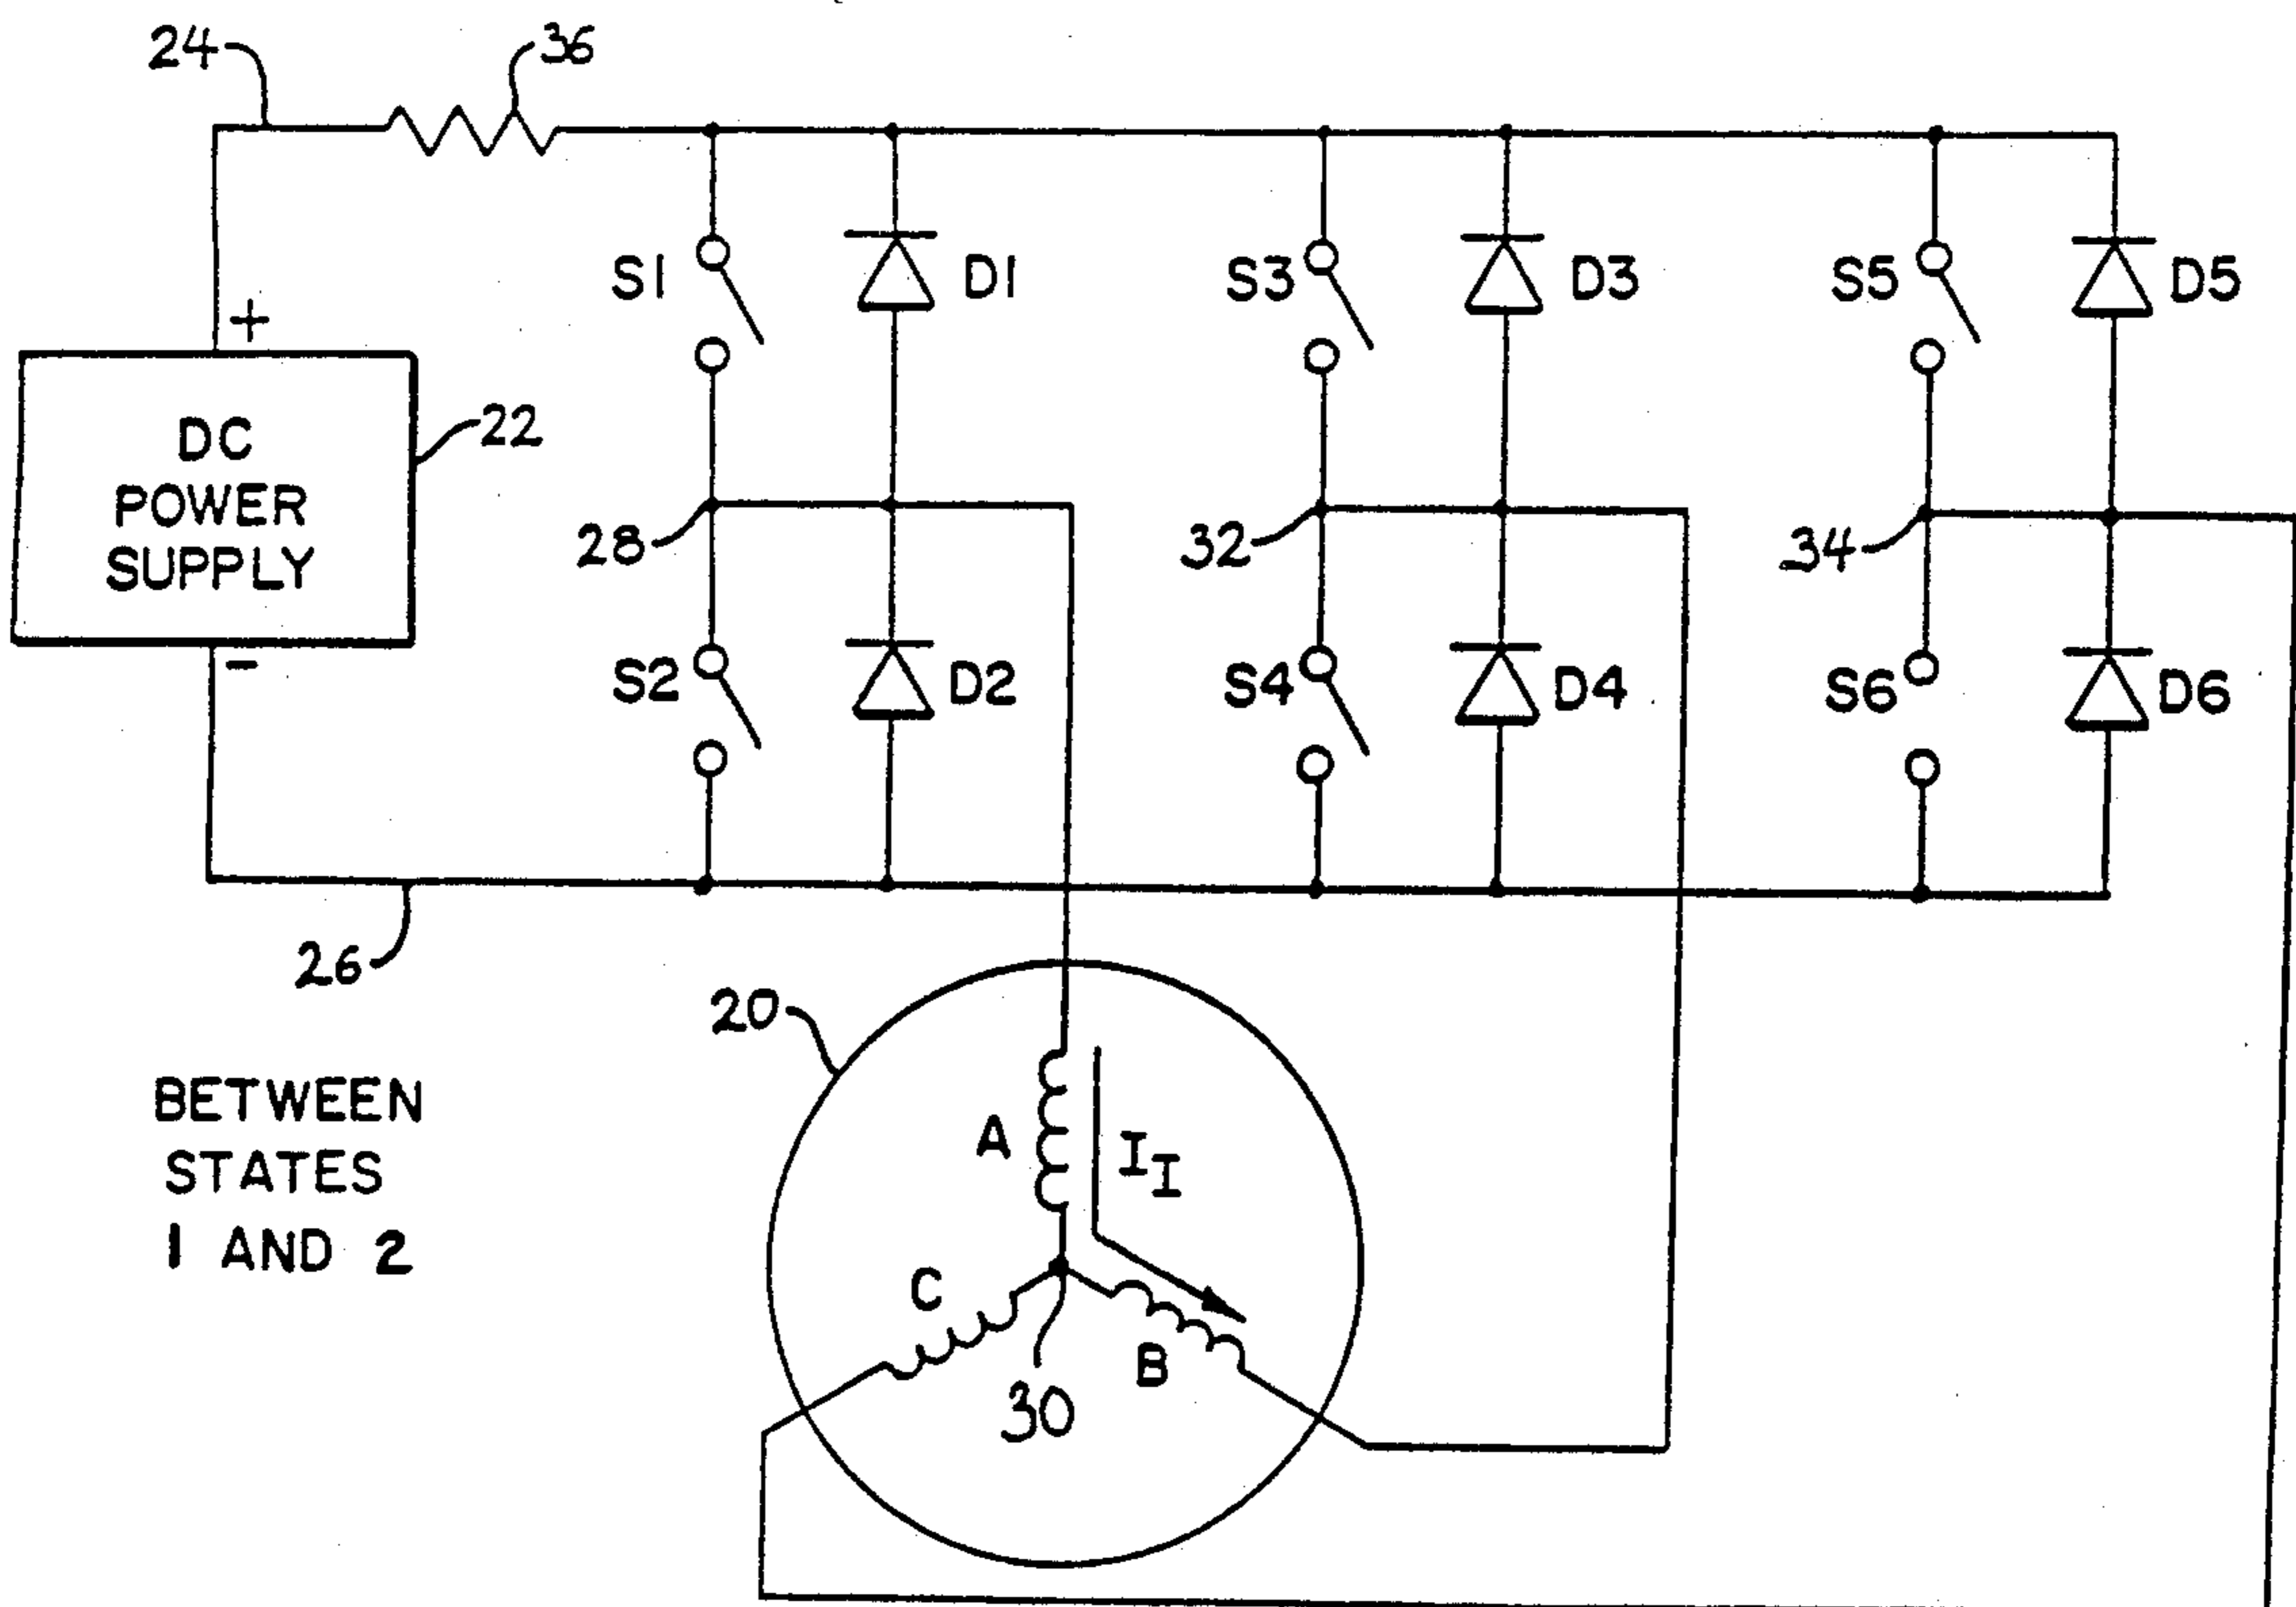 24
36
S1
D1
S3
D3
S5
D5
+
DC
POWER
SUPPLY
22
28
32
34
-
S2
D2
S4
D4
S6
D6
26
20
BETWEEN
STATES
1 AND 2
A
I_I
C
B
30